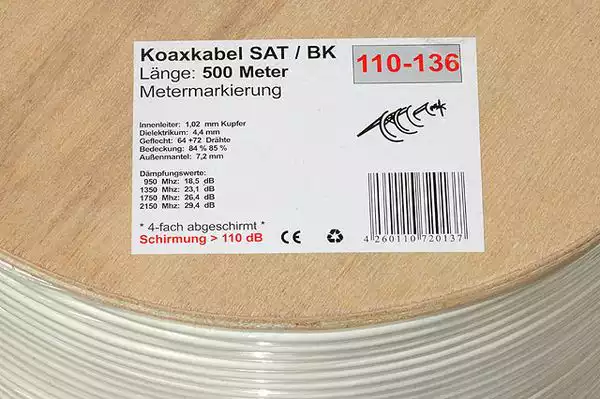 Koaxkabel SAT / BK
Länge: 500 Meter
Metermarkierung
110-136
Innenleiter: 1,02 mm Kupfer
Dielektrikum: 4,4 mm
Geflecht: 64 +72 Drähte
Bedeckung: 84 % 85 %
Außenmantel: 7,2 mm
Dämpfungswerte:
950 Mhz: 18,5 dB
1350 Mhz: 23,1 dB
1750 Mhz: 26,4 dB
2150 Mhz: 29,4 dB
* 4-fach abgeschirmt *
Schirmung > 110 dB
CE
4 260110 720137